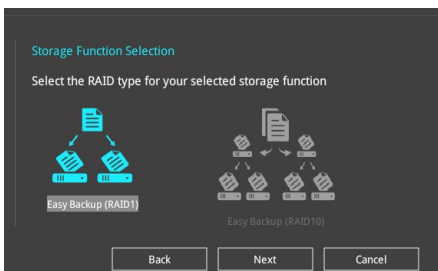 Storage Function Selection
Select the RAID type for your selected storage function
Easy Backup (RAID1)
Easy Backup (RAID10)
Back
Next
Cancel